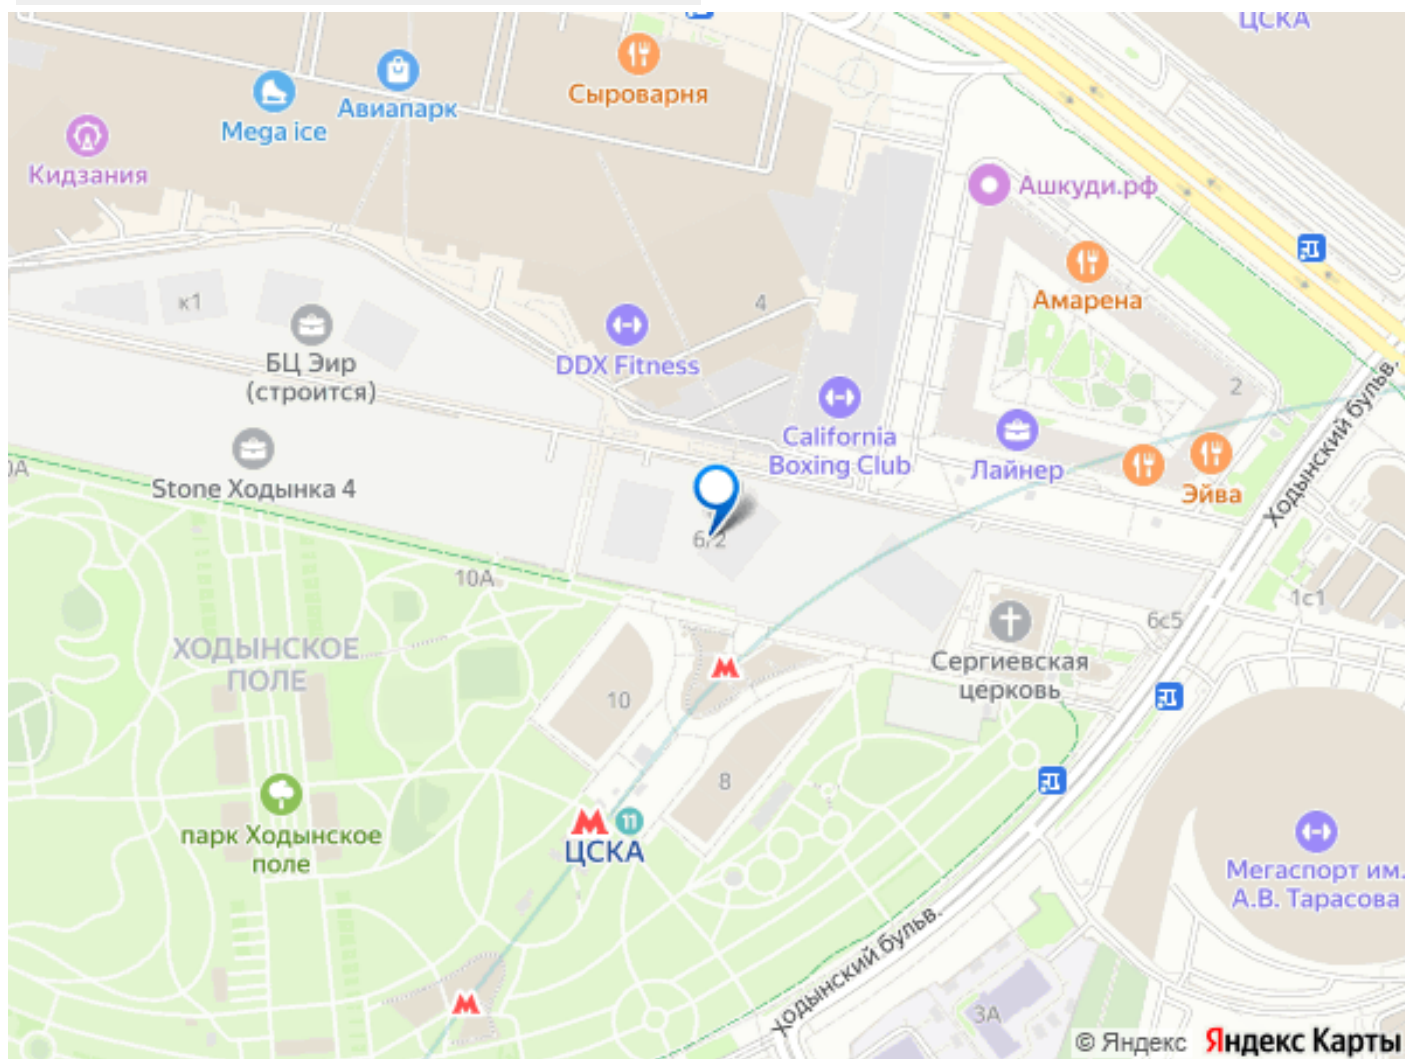 ЦСКА
Сыроварня
Авиапарк
Mega ice
Кидзания
Ашкуди.рф
Амарена
к1
4
БЦ Эир
(строится)
DDX Fitness
2
California
Boxing Club
Лайнер
Эйва
Ходынский бульв.
Stone Ходынка 4
6/2
10А
1с1
6с5
ХОДЫНСКОЕ
ПОЛЕ
Сергиевская
церковь
10
8
парк Ходынское
поле
11
ЦСКА
Мегаспорт им.
А.В. Тарасова
Ходынский бульв.
3А
© Яндекс Яндекс Карты